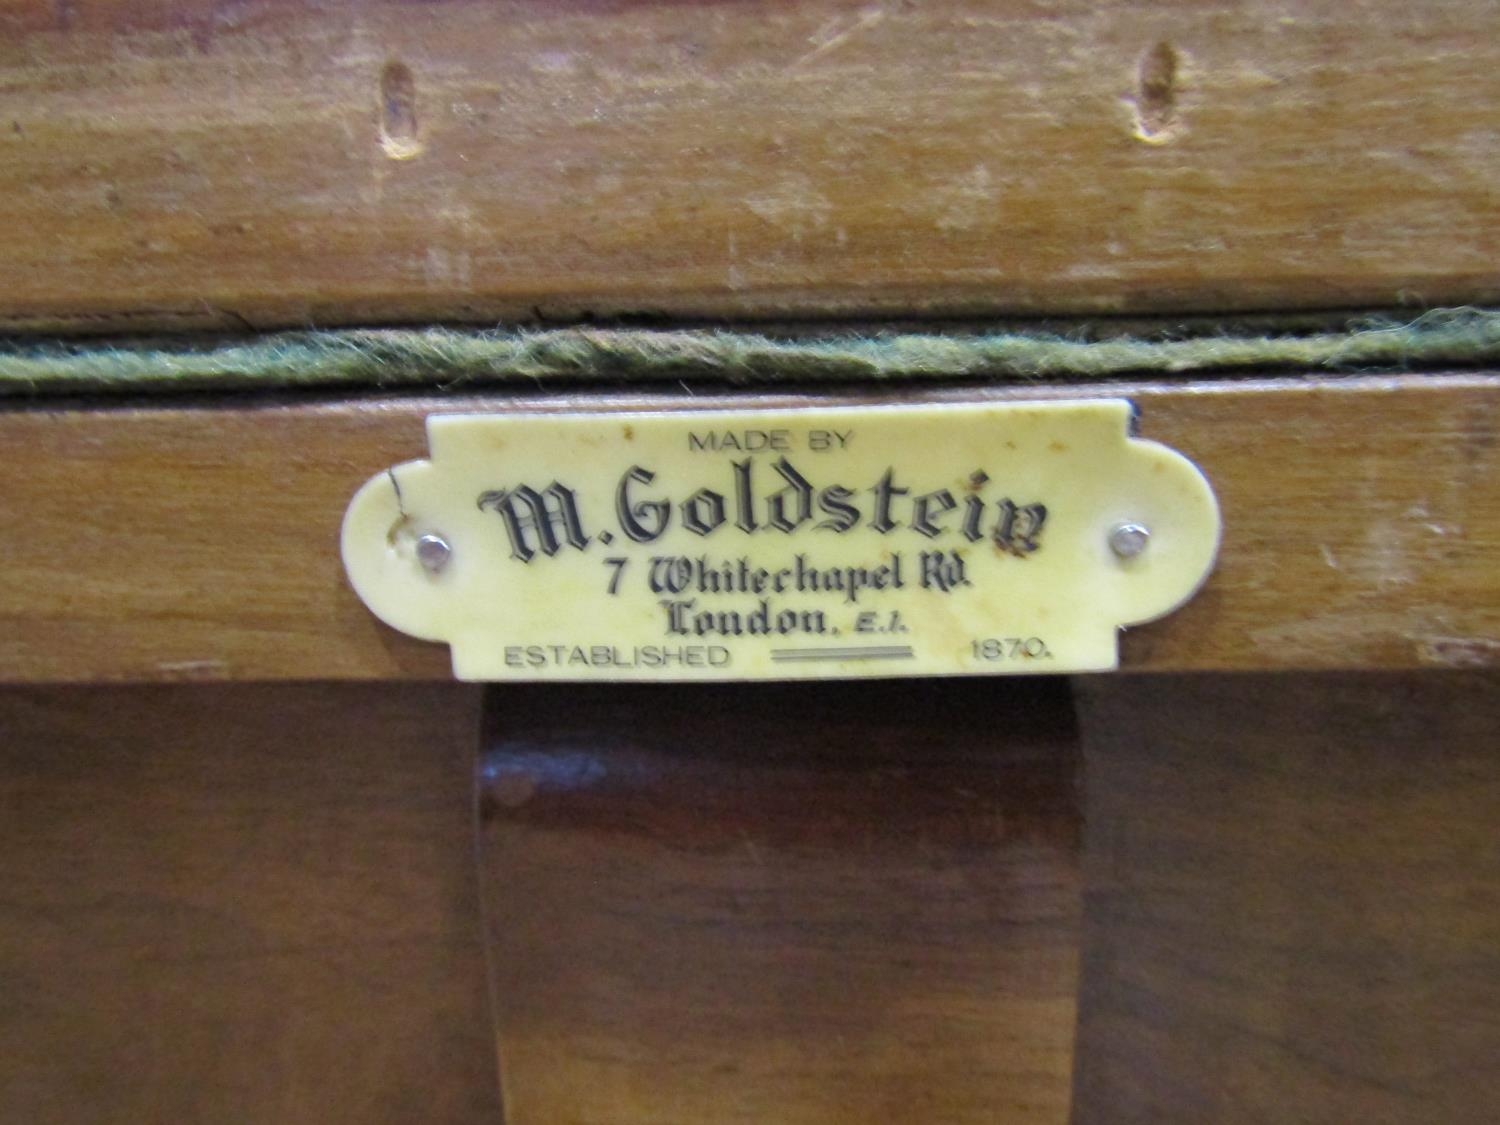 MADE BY
M. Goldstein
7 Whitechapel Rd.
London. E.1.
ESTABLISHED 1870.